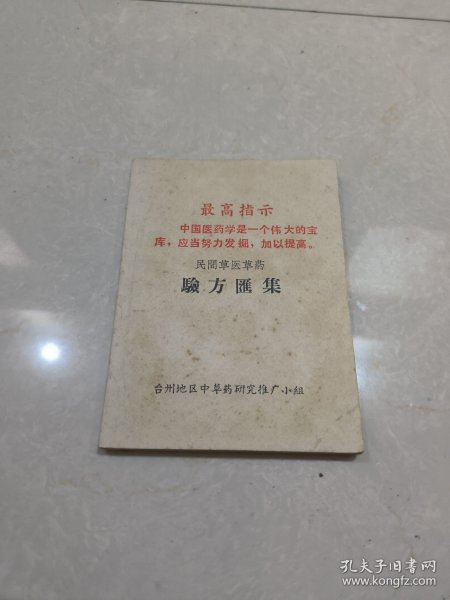 最高指示
中国医药学是一个伟大的宝
库，应当努力发掘，加以提高。
民間草医草药
驗方匯集
台州地区中草药研究推广小組
孔夫子旧书网
www.kongfz.com